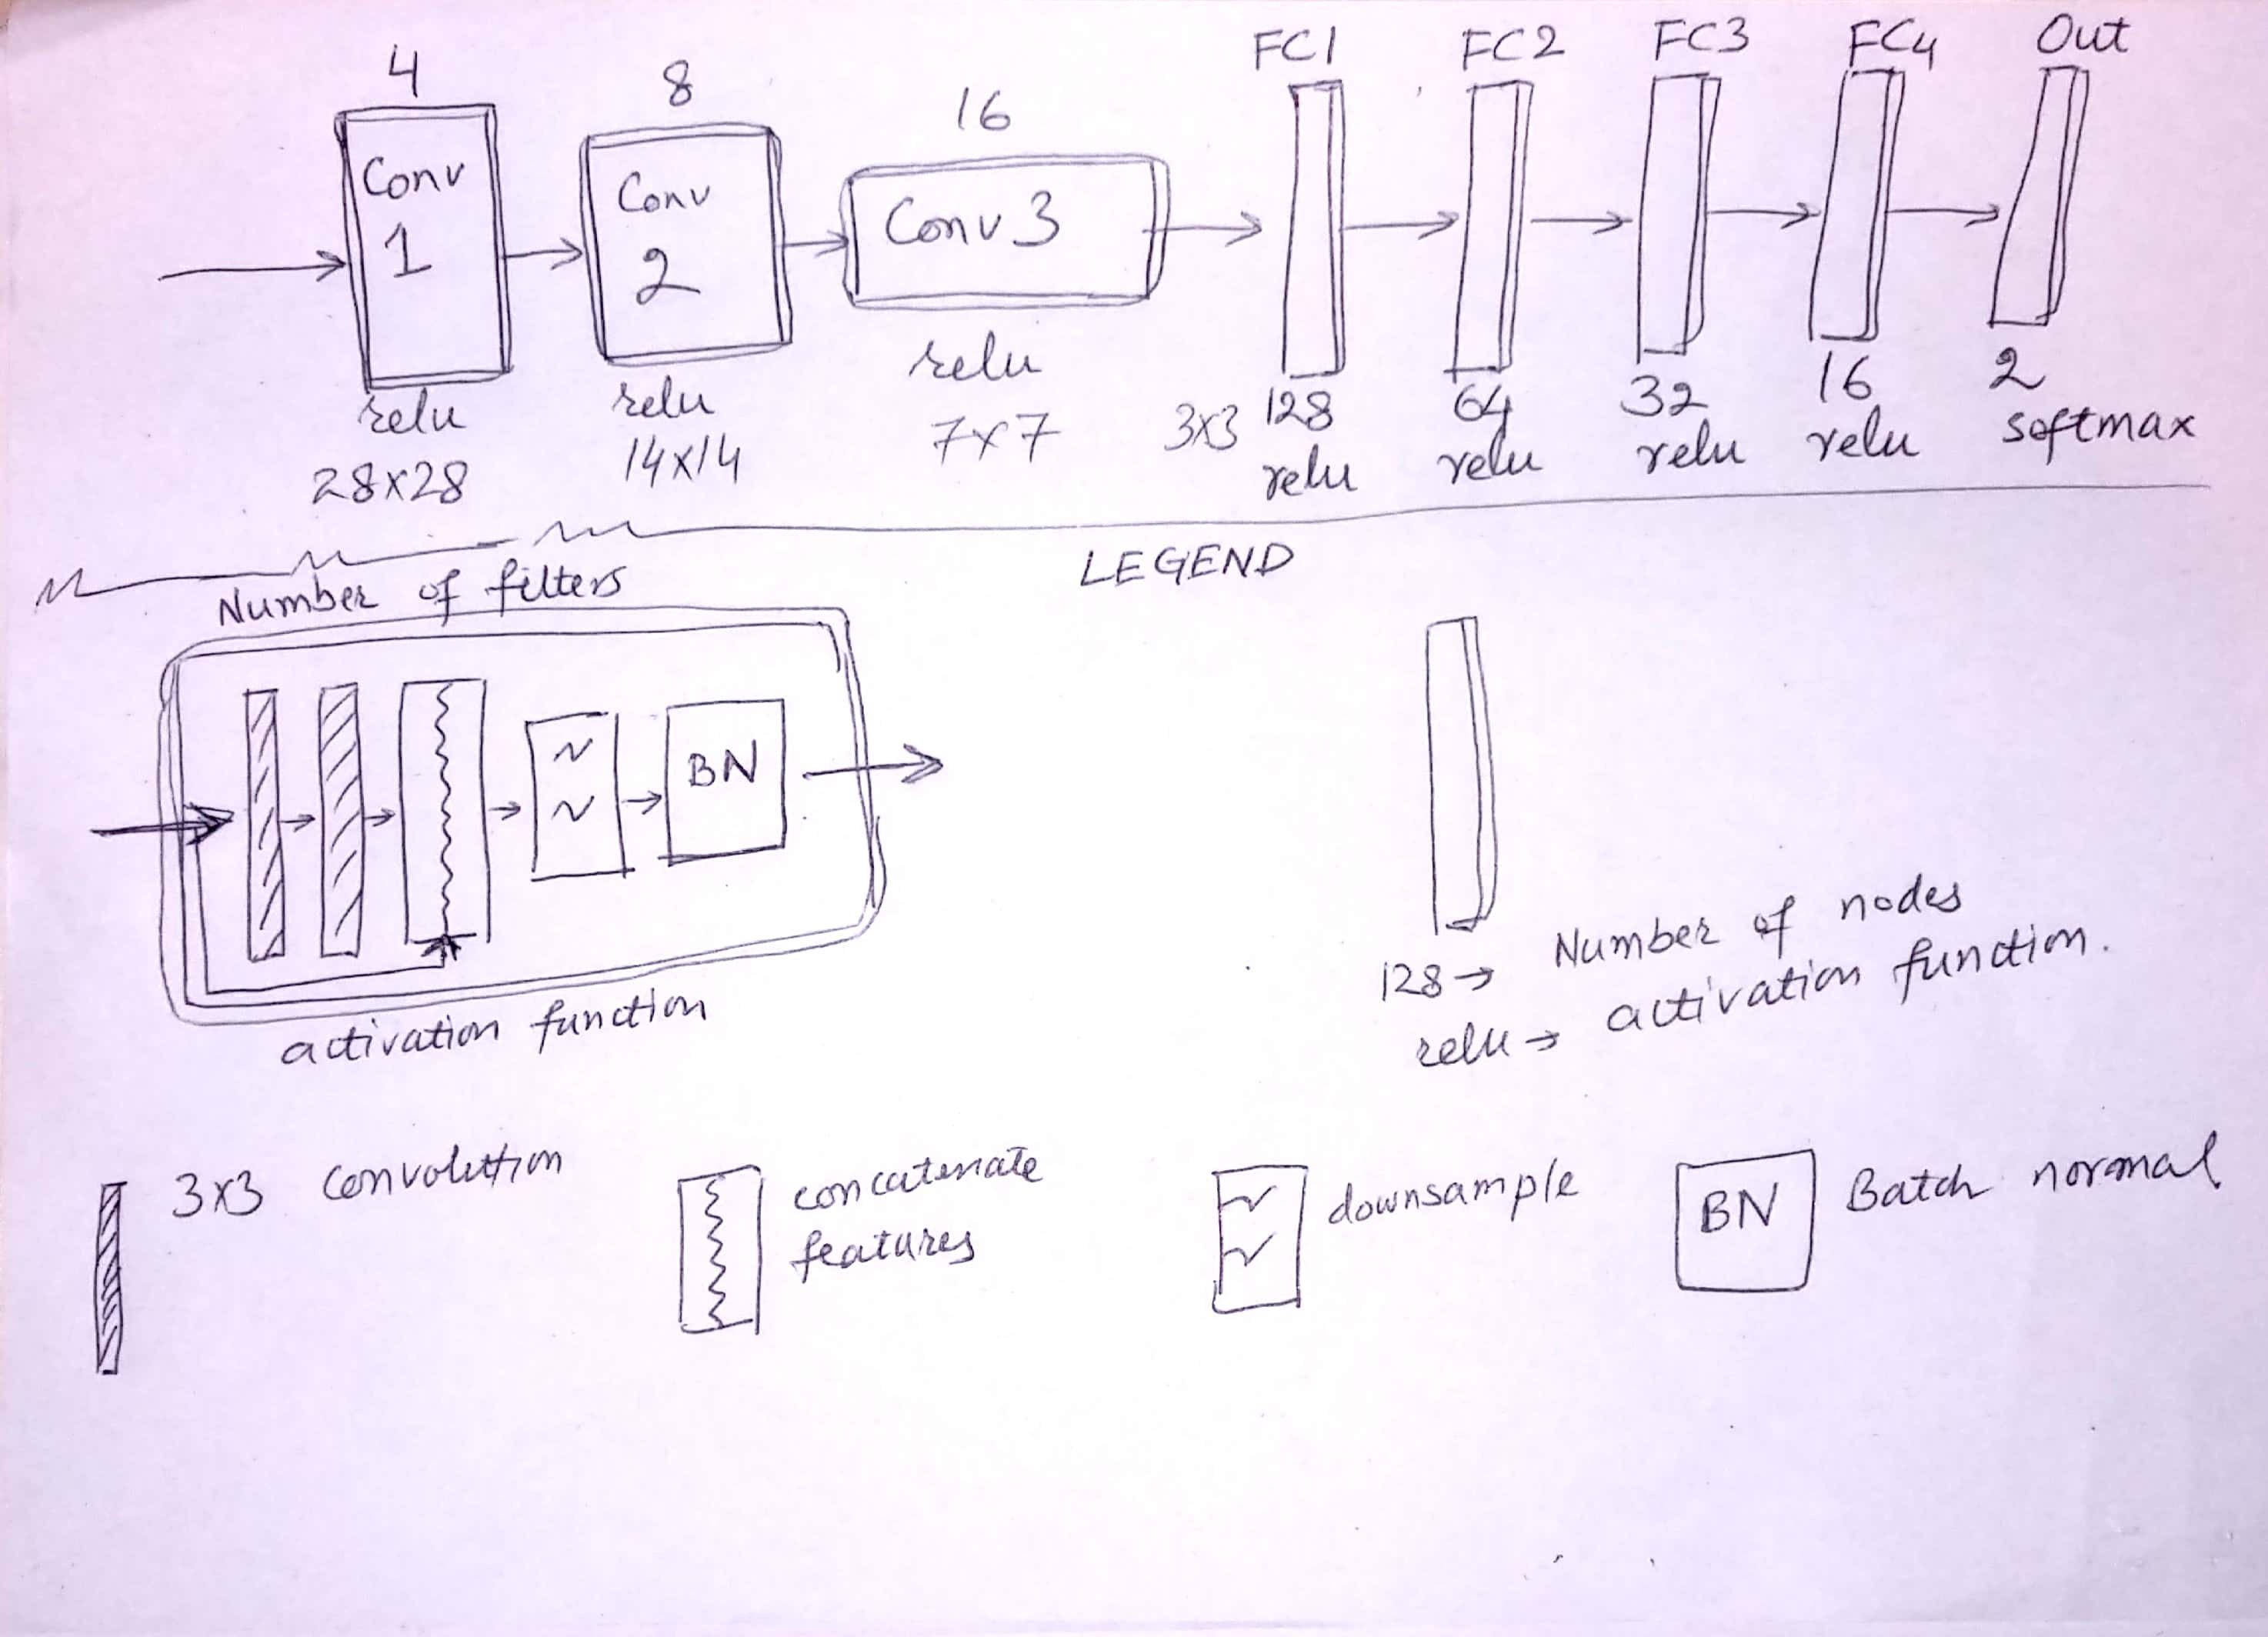 4
8
16
FC1
FC2
FC3
FC4
Out
Conv
1
Conv
2
Conv 3
relu
28x28
relu
14x14
relu
7x7
3x3
128
relu
64
relu
32
relu
16
relu
2
softmax
LEGEND
Number of filters
BN
activation function
128 → Number of nodes
relu → activation function.
3x3 convolution
concatenate
features
downsample
BN
Batch normal